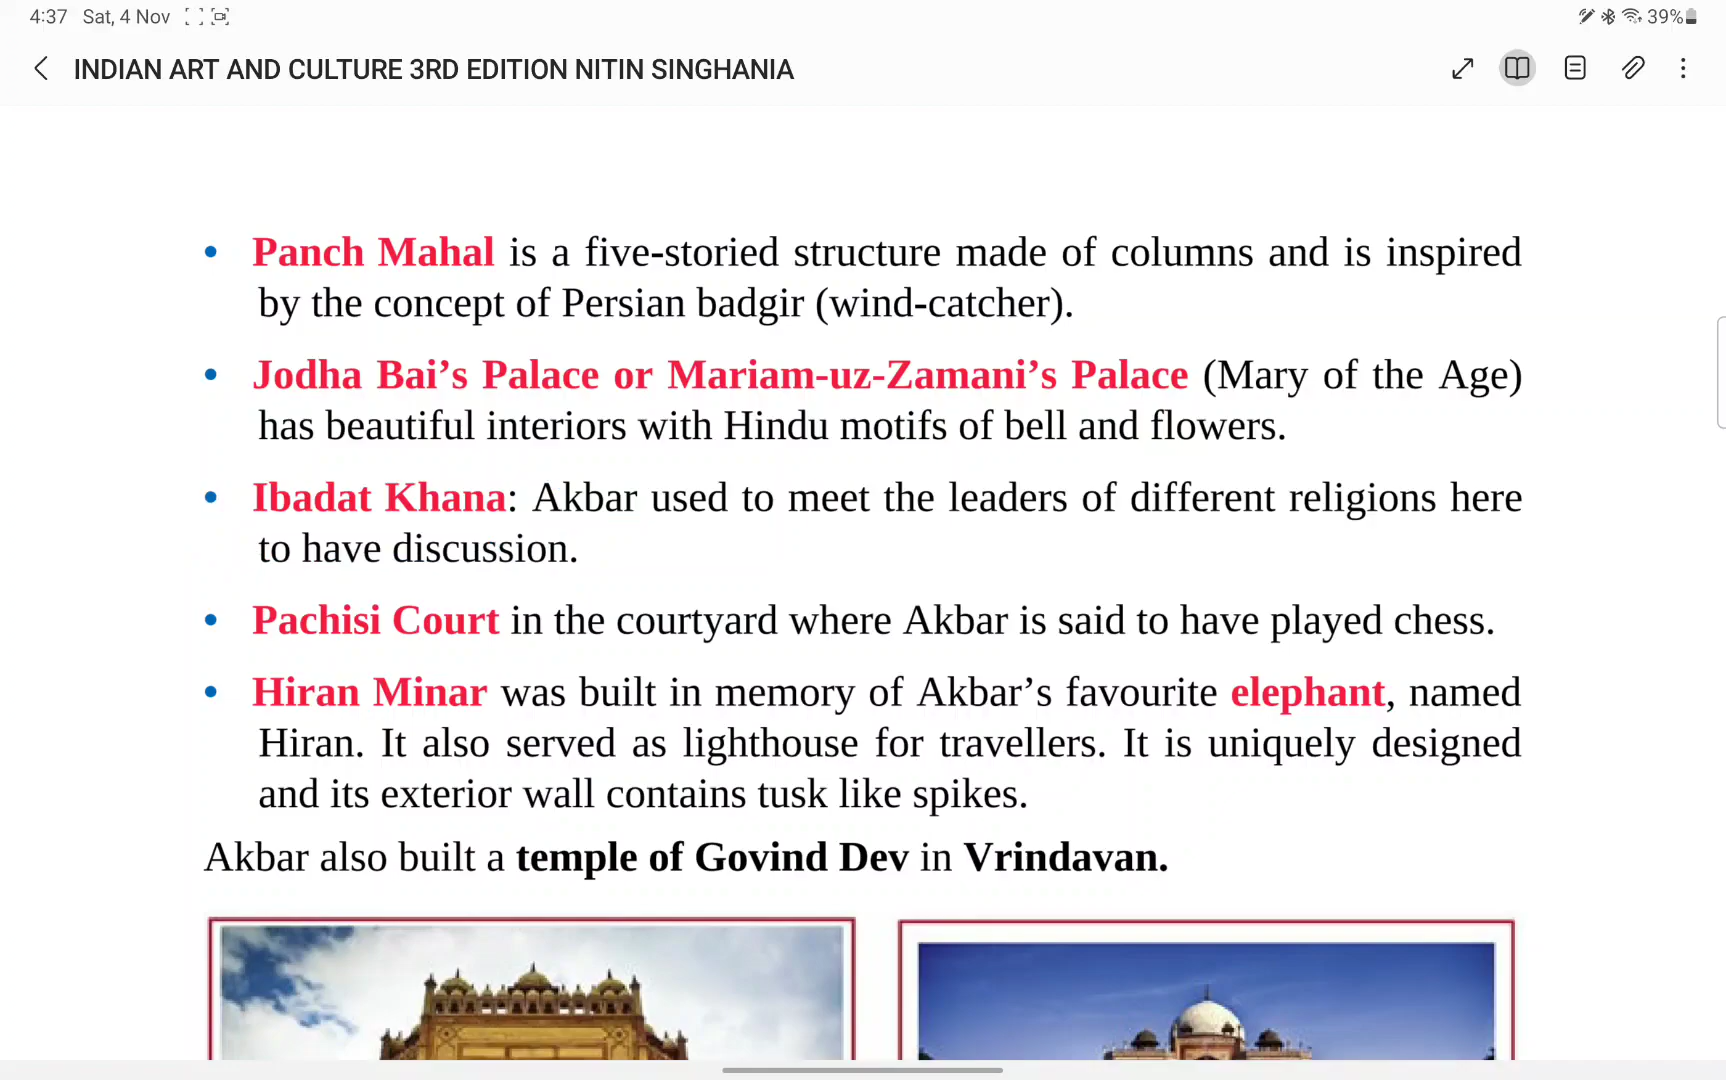 4:37 Sat, 4 Nov 39%
INDIAN ART AND CULTURE 3RD EDITION NITIN SINGHANIA
• Panch Mahal is a five-storied structure made of columns and is inspired
by the concept of Persian badgir (wind-catcher).
• Jodha Bai’s Palace or Mariam-uz-Zamani’s Palace (Mary of the Age)
has beautiful interiors with Hindu motifs of bell and flowers.
• Ibadat Khana: Akbar used to meet the leaders of different religions here
to have discussion.
• Pachisi Court in the courtyard where Akbar is said to have played chess.
• Hiran Minar was built in memory of Akbar’s favourite elephant, named
Hiran. It also served as lighthouse for travellers. It is uniquely designed
and its exterior wall contains tusk like spikes.
Akbar also built a temple of Govind Dev in Vrindavan.